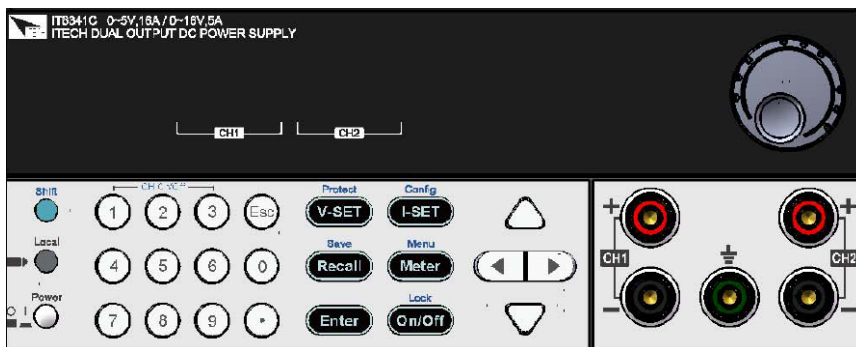 IT6341C 0~5V,16A / 0~16V,5A
ITECH DUAL OUTPUT DC POWER SUPPLY
CH1 CH2
Shift
Local
Power
1 2 3 Esc
4 5 6 0
7 8 9 .
Protect Config
V-SET I-SET
Save Menu
Recall Meter
Lock
Enter On/Off
+ +
CH1 CH2
− −